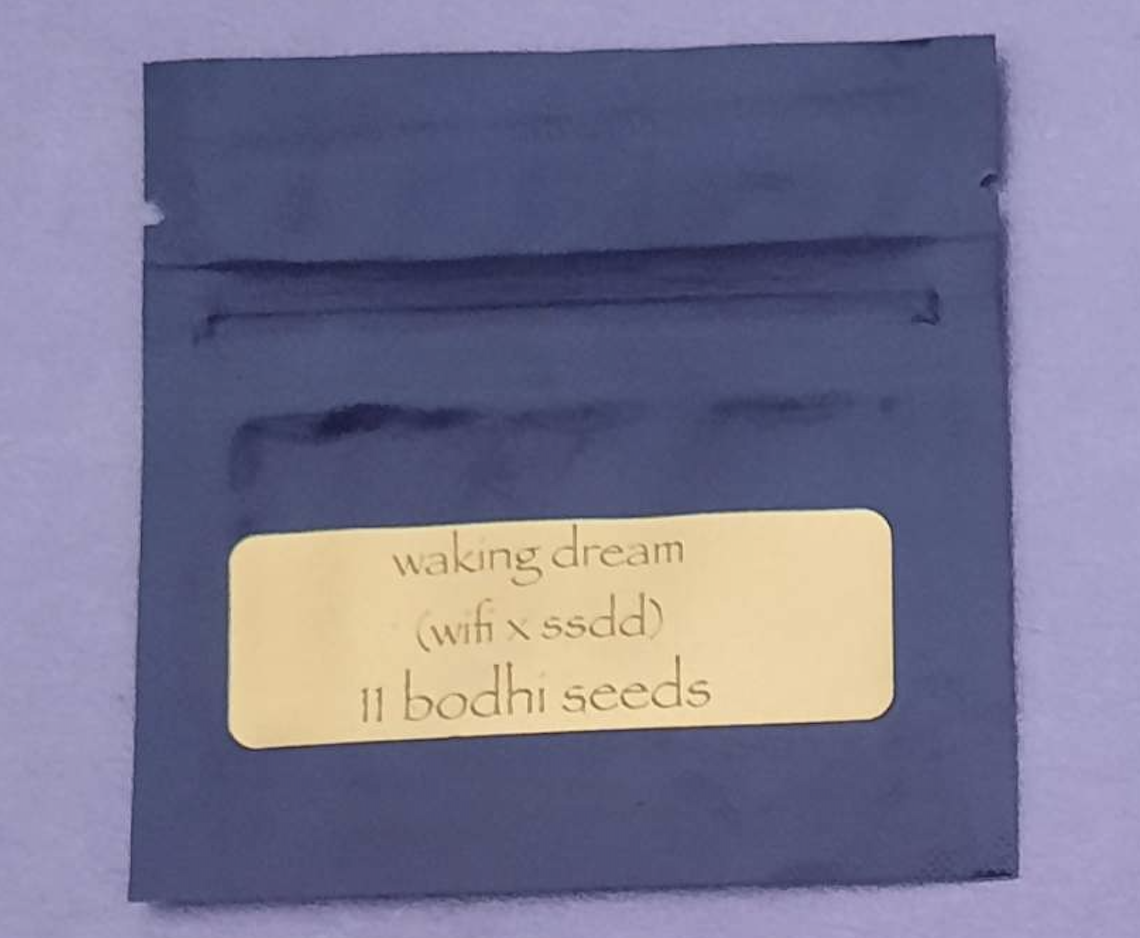 waking dream
(wifi x ssdd)
11 bodhi seeds